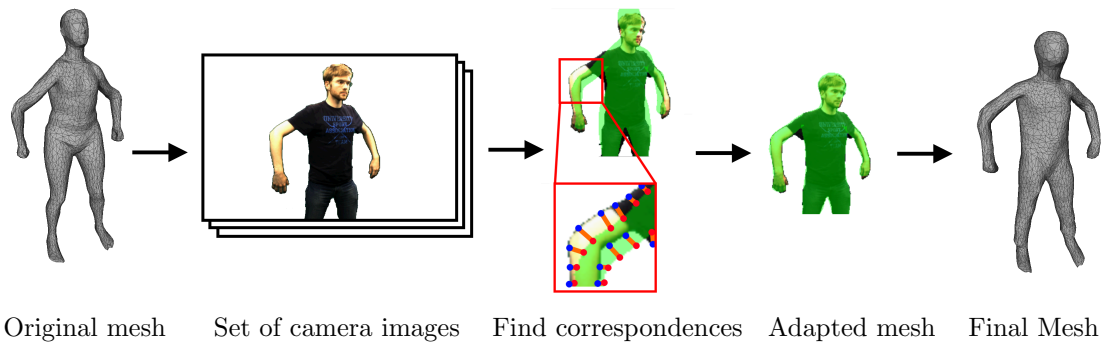 Original mesh
Set of camera images
Find correspondences
Adapted mesh
Final Mesh